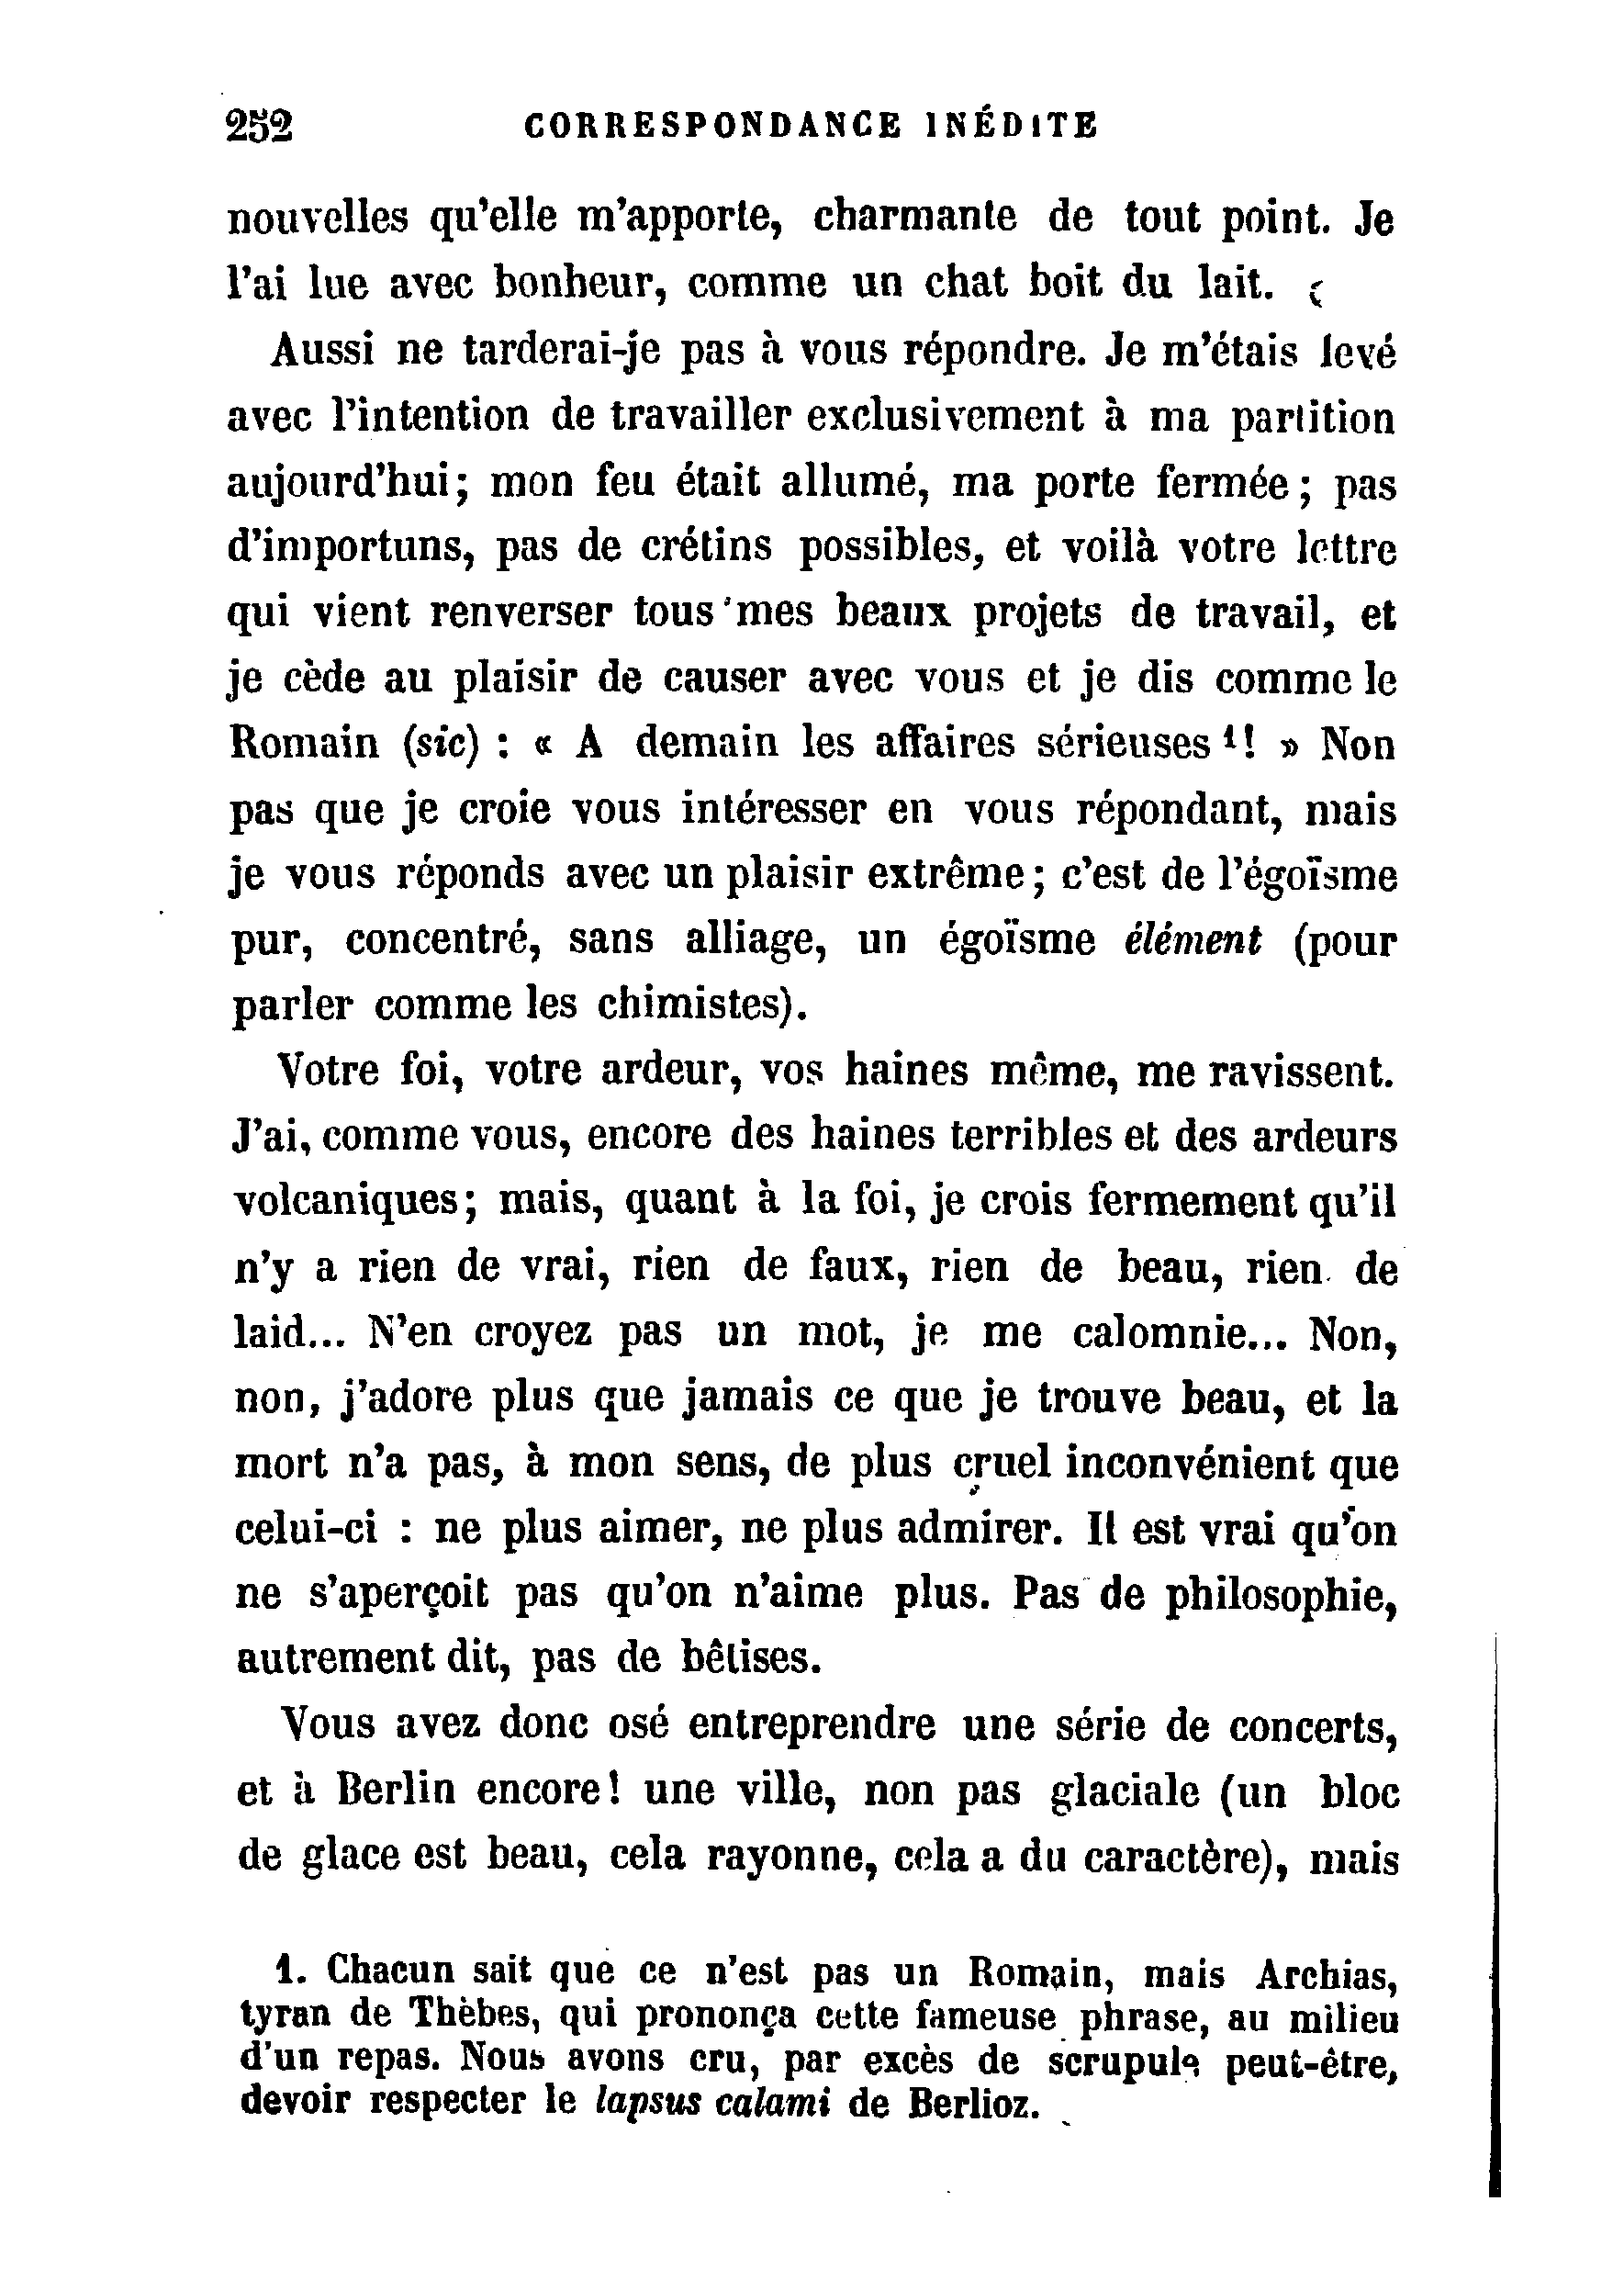 252 CORRESPONDANCE INÉDITE
nouvelles qu'elle m'apporte, charmante de tout point. Je
l'ai lue avec bonheur, comme un chat boit du lait.
Aussi ne tarderai-je pas à vous répondre. Je m'étais levé
avec l'intention de travailler exclusivement à ma partition
aujourd'hui; mon feu était allumé, ma porte fermée; pas
d'importuns, pas de crétins possibles, et voilà votre lettre
qui vient renverser tous mes beaux projets de travail, et
je cède au plaisir de causer avec vous et je dis comme le
Romain (sic) : « A demain les affaires sérieuses ¹! » Non
pas que je croie vous intéresser en vous répondant, mais
je vous réponds avec un plaisir extrême; c'est de l'égoïsme
pur, concentré, sans alliage, un égoïsme élément (pour
parler comme les chimistes).
Votre foi, votre ardeur, vos haines même, me ravissent.
J'ai, comme vous, encore des haines terribles et des ardeurs
volcaniques; mais, quant à la foi, je crois fermement qu'il
n'y a rien de vrai, rien de faux, rien de beau, rien de
laid... N'en croyez pas un mot, je me calomnie... Non,
non, j'adore plus que jamais ce que je trouve beau, et la
mort n'a pas, à mon sens, de plus cruel inconvénient que
celui-ci : ne plus aimer, ne plus admirer. Il est vrai qu'on
ne s'aperçoit pas qu'on n'aime plus. Pas de philosophie,
autrement dit, pas de bêtises.
Vous avez donc osé entreprendre une série de concerts,
et à Berlin encore! une ville, non pas glaciale (un bloc
de glace est beau, cela rayonne, cela a du caractère), mais
1. Chacun sait que ce n'est pas un Romain, mais Archias,
tyran de Thèbes, qui prononça cette fameuse phrase, au milieu
d'un repas. Nous avons cru, par excès de scrupule peut-être,
devoir respecter le lapsus calami de Berlioz.